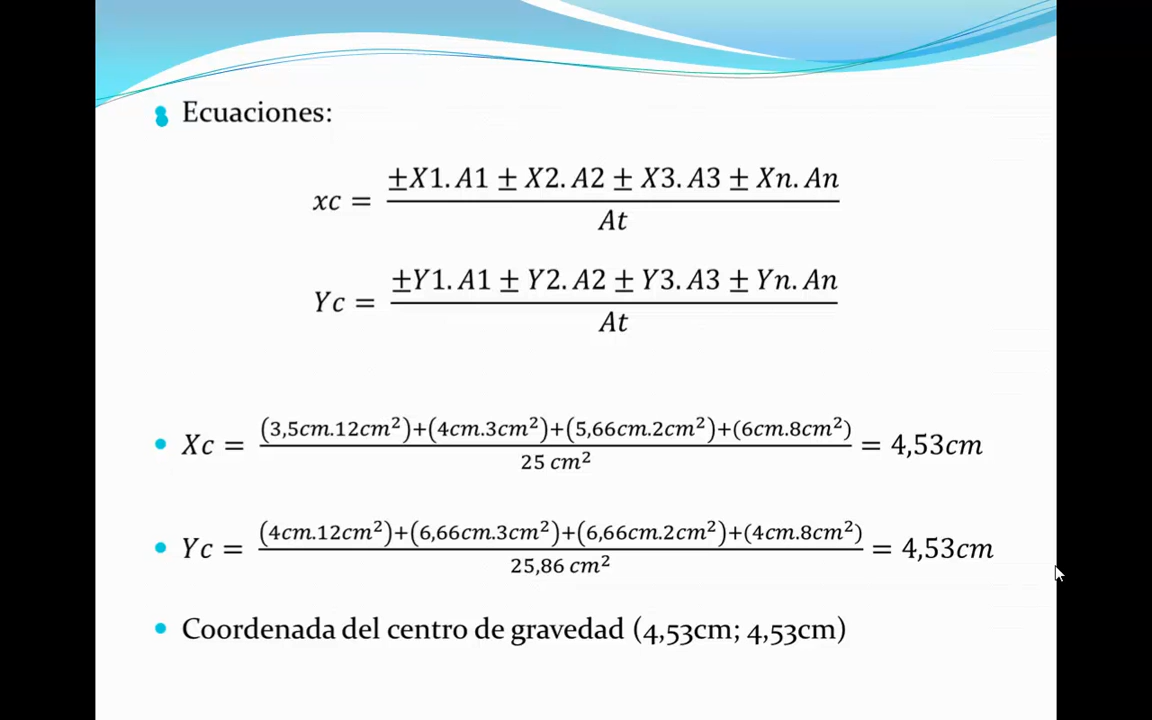 Ecuaciones:
xc = ±X1.A1 ± X2.A2 ± X3.A3 ± Xn.An / At
Yc = ±Y1.A1 ± Y2.A2 ± Y3.A3 ± Yn.An / At
Xc = (3,5cm.12cm²)+(4cm.3cm²)+(5,66cm.2cm²)+(6cm.8cm²) / 25 cm² = 4,53cm
Yc = (4cm.12cm²)+(6,66cm.3cm²)+(6,66cm.2cm²)+(4cm.8cm²) / 25,86 cm² = 4,53cm
Coordenada del centro de gravedad (4,53cm; 4,53cm)